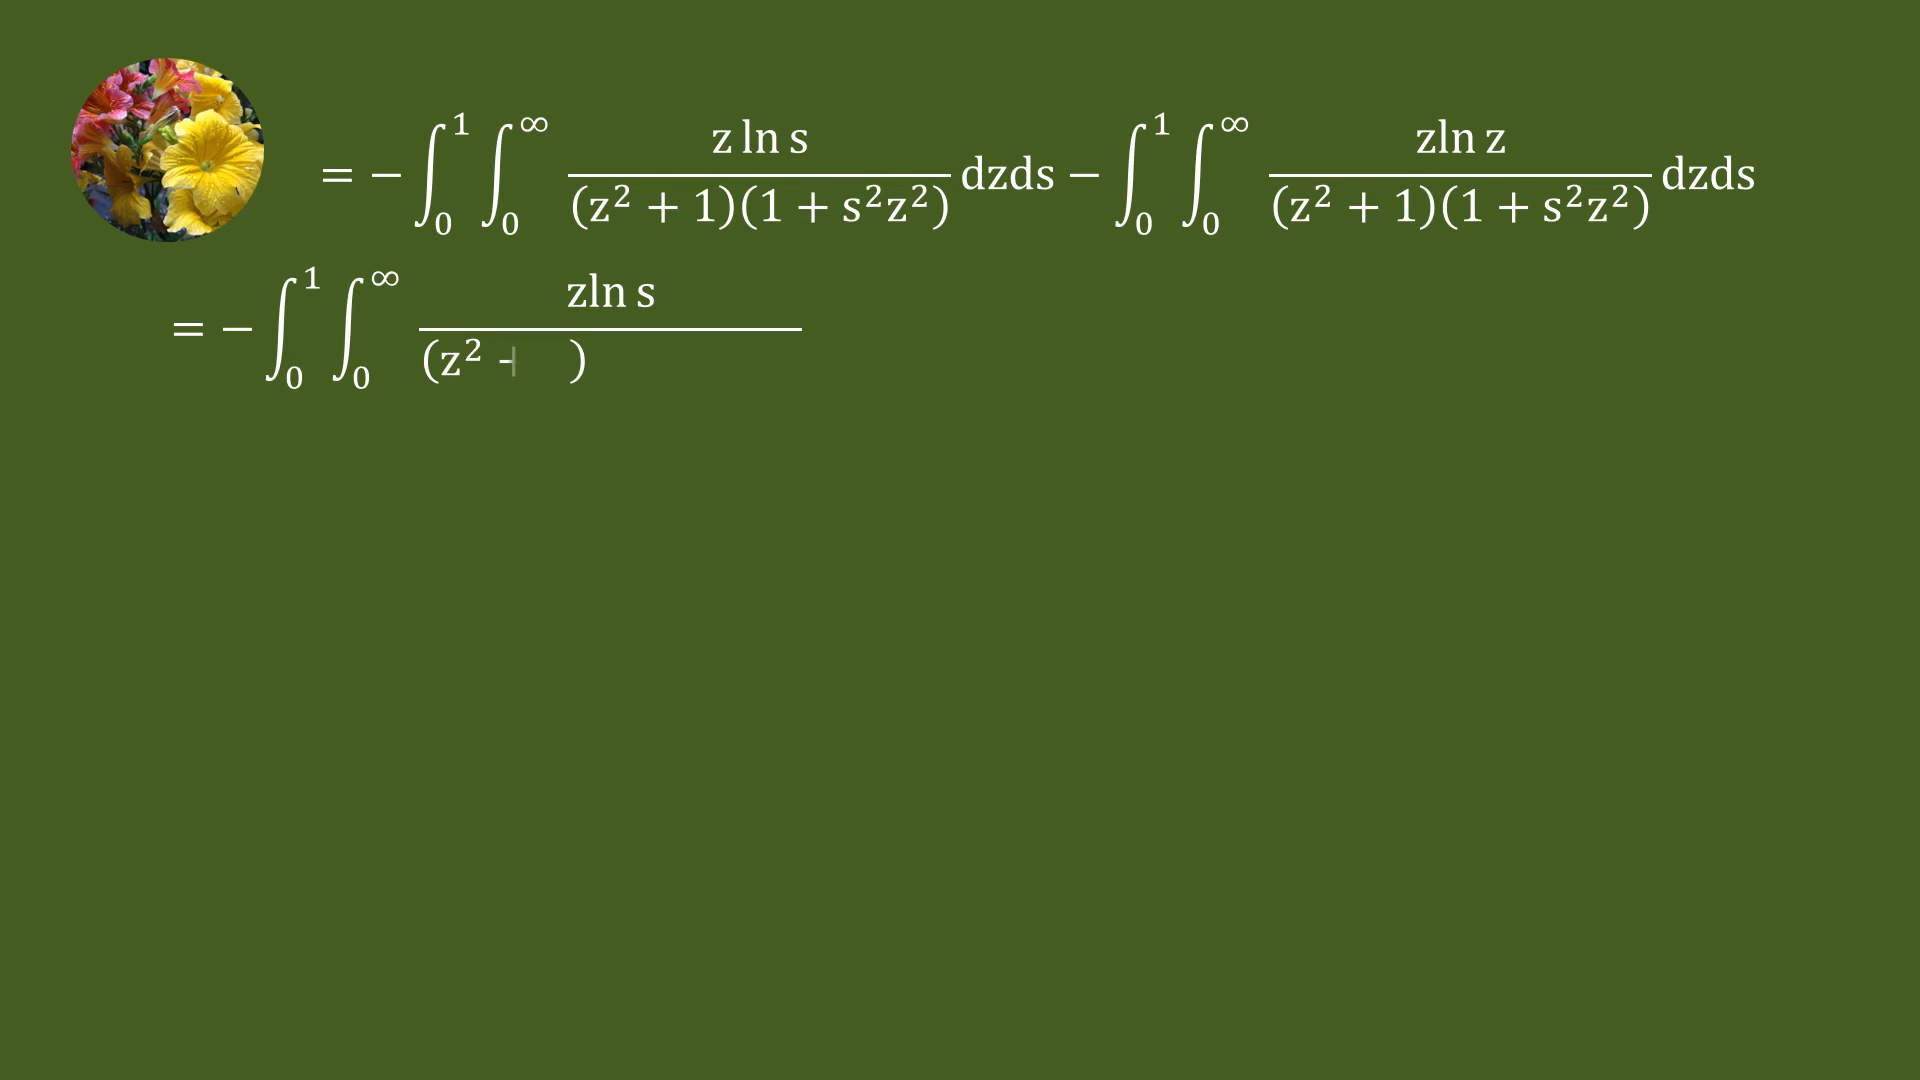 = − ∫₀¹ ∫₀^∞ z ln s / (z² + 1)(1 + s²z²) dzds − ∫₀¹ ∫₀^∞ zln z / (z² + 1)(1 + s²z²) dzds
= − ∫₀¹ ∫₀^∞ zln s / (z² + )